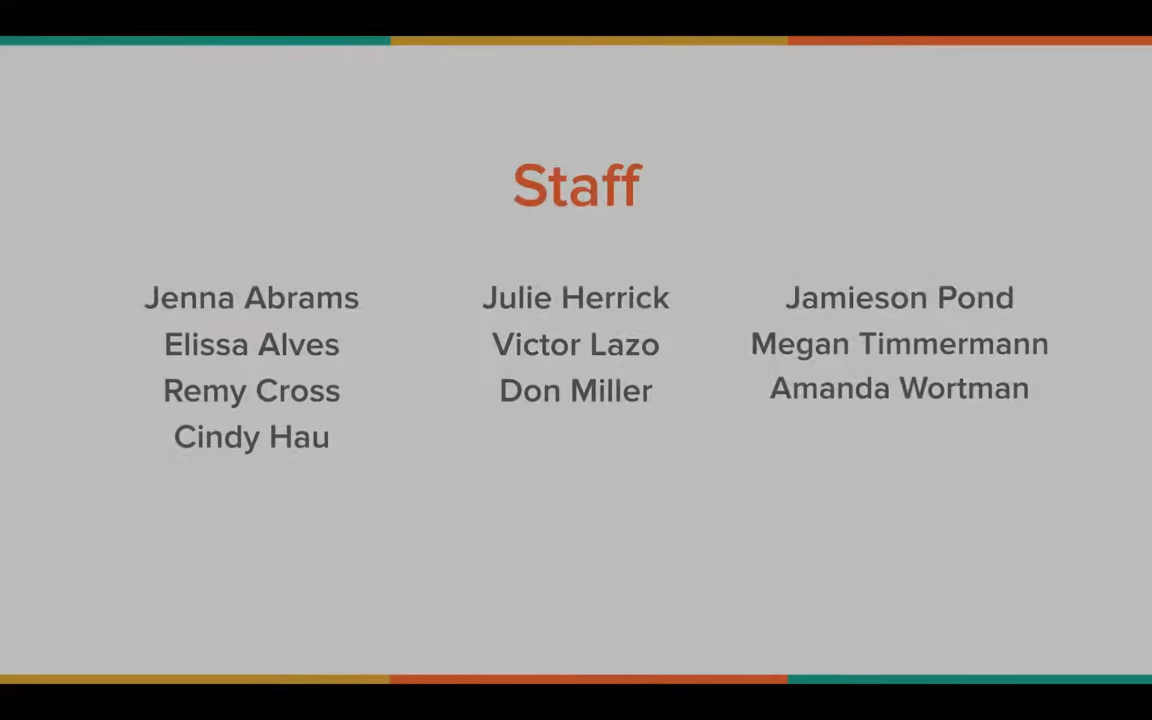 Staff
Jenna Abrams
Elissa Alves
Remy Cross
Cindy Hau
Julie Herrick
Victor Lazo
Don Miller
Jamieson Pond
Megan Timmermann
Amanda Wortman